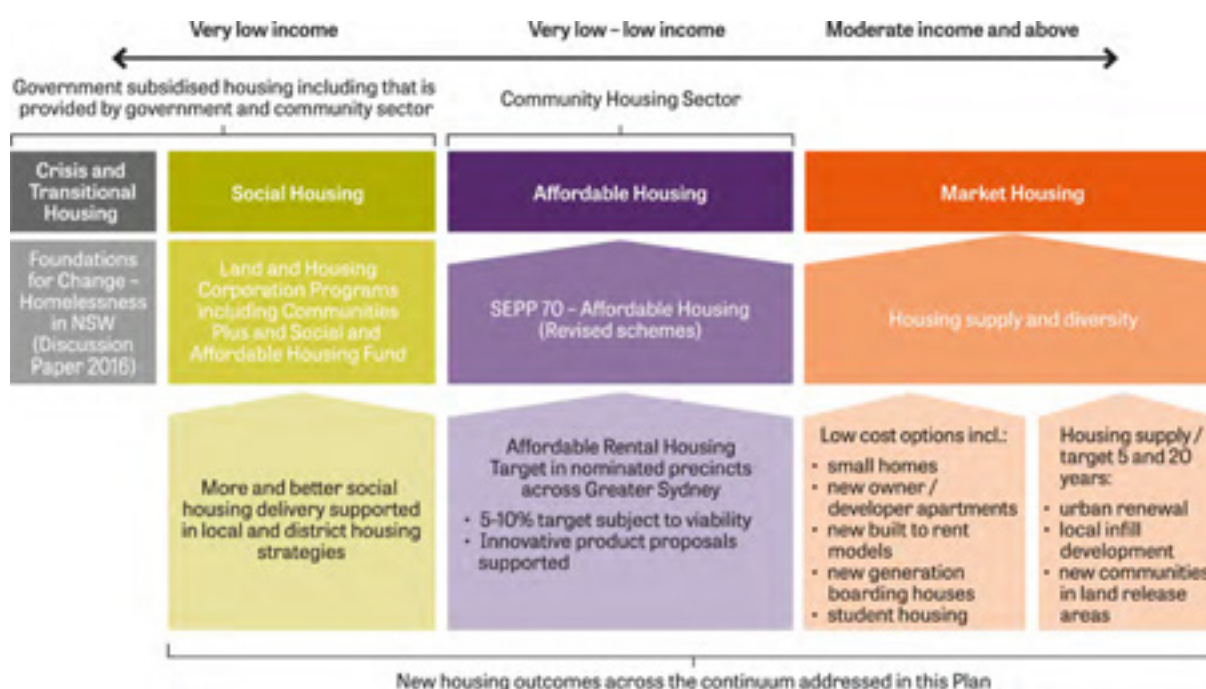 Very low income
Very low – low income
Moderate income and above
Government subsidised housing including that is
provided by government and community sector
Community Housing Sector
Crisis and
Transitional
Housing
Social Housing
Affordable Housing
Market Housing
Foundations
for Change –
Homelessness
in NSW
(Discussion
Paper 2016)
Land and Housing
Corporation Programs
including Communities
Plus and Social and
Affordable Housing Fund
SEPP 70 – Affordable Housing
(Revised schemes)
Housing supply and diversity
More and better social
housing delivery supported
in local and district housing
strategies
Affordable Rental Housing
Target in nominated precincts
across Greater Sydney
• 5-10% target subject to viability
• Innovative product proposals
supported
Low cost options incl.:
• small homes
• new owner /
developer apartments
• new built to rent
models
• new generation
boarding houses
• student housing
Housing supply /
target 5 and 20
years:
• urban renewal
• local infill
development
• new communities
in land release
areas
New housing outcomes across the continuum addressed in this Plan